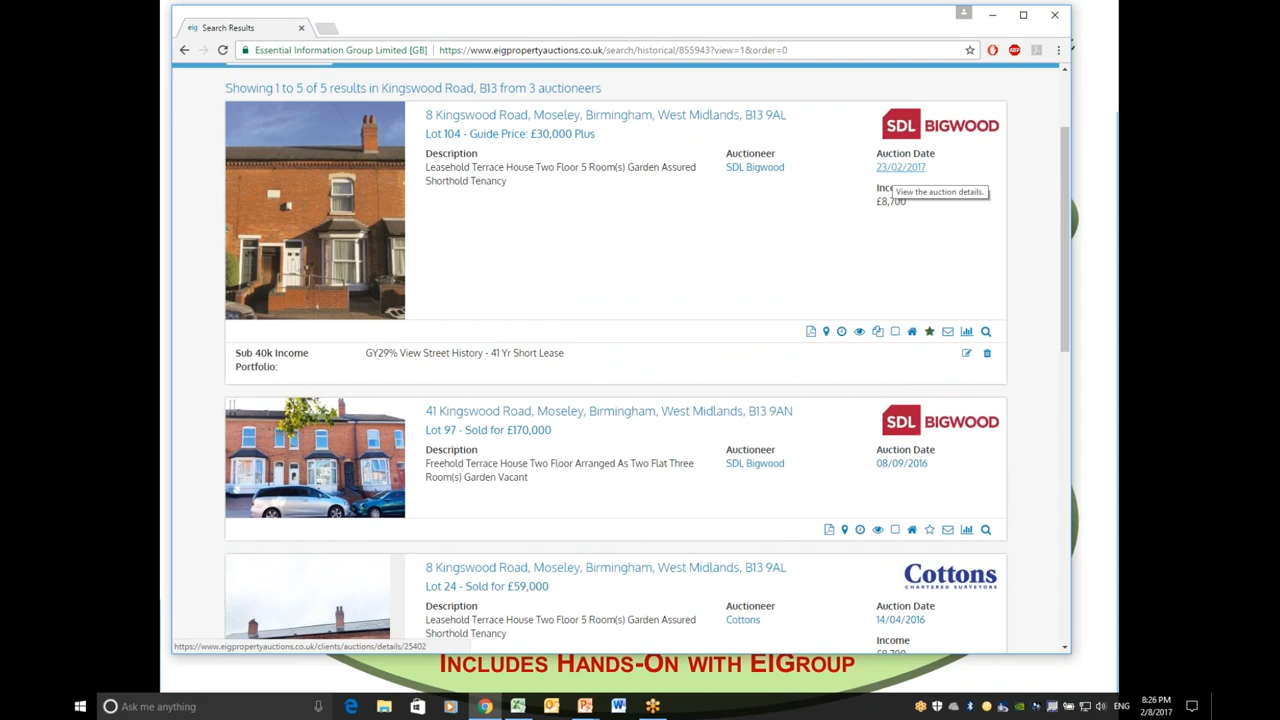 eig Search Results
Essential Information Group Limited [GB] https://www.eigpropertyauctions.co.uk/search/historical/855943?view=1&order=0
ABP
Showing 1 to 5 of 5 results in Kingswood Road, B13 from 3 auctioneers
8 Kingswood Road, Moseley, Birmingham, West Midlands, B13 9AL
Lot 104 - Guide Price: £30,000 Plus
SDL BIGWOOD
Description
Auctioneer
Auction Date
Leasehold Terrace House Two Floor 5 Room(s) Garden Assured
Shorthold Tenancy
SDL Bigwood
23/02/2017
Inco
View the auction details.
£8,700
Sub 40k Income
Portfolio:
GY29% View Street History - 41 Yr Short Lease
41 Kingswood Road, Moseley, Birmingham, West Midlands, B13 9AN
Lot 97 - Sold for £170,000
SDL BIGWOOD
Description
Auctioneer
Auction Date
Freehold Terrace House Two Floor Arranged As Two Flat Three
Room(s) Garden Vacant
SDL Bigwood
08/09/2016
8 Kingswood Road, Moseley, Birmingham, West Midlands, B13 9AL
Lot 24 - Sold for £59,000
Cottons
CHARTERED SURVEYORS
Description
Auctioneer
Auction Date
Leasehold Terrace House Two Floor 5 Room(s) Garden Assured
Shorthold Tenancy
Cottons
14/04/2016
Income
£8,700
https://www.eigpropertyauctions.co.uk/clients/auctions/details/25402
INCLUDES HANDS-ON WITH EIGROUP
Ask me anything
ENG
8:26 PM
2/8/2017